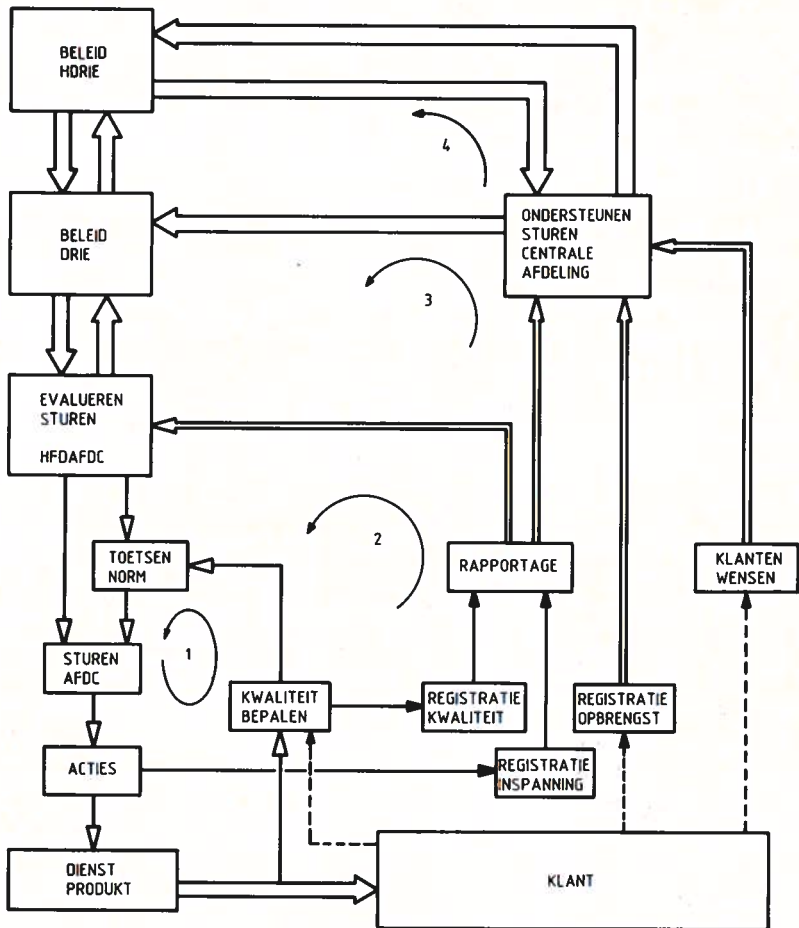 BELEID
HDRIE
4
BELEID
DRIE
ONDERSTEUNEN
STUREN
CENTRALE
AFDELING
3
EVALUEREN
STUREN
HFDAFDC
2
TOETSEN
NORM
RAPPORTAGE
KLANTEN
WENSEN
1
STUREN
AFDC
KWALITEIT
BEPALEN
REGISTRATIE
KWALITEIT
REGISTRATIE
OPBRENGST
ACTIES
REGISTRATIE
INSPANNING
DIENST
PRODUKT
KLANT